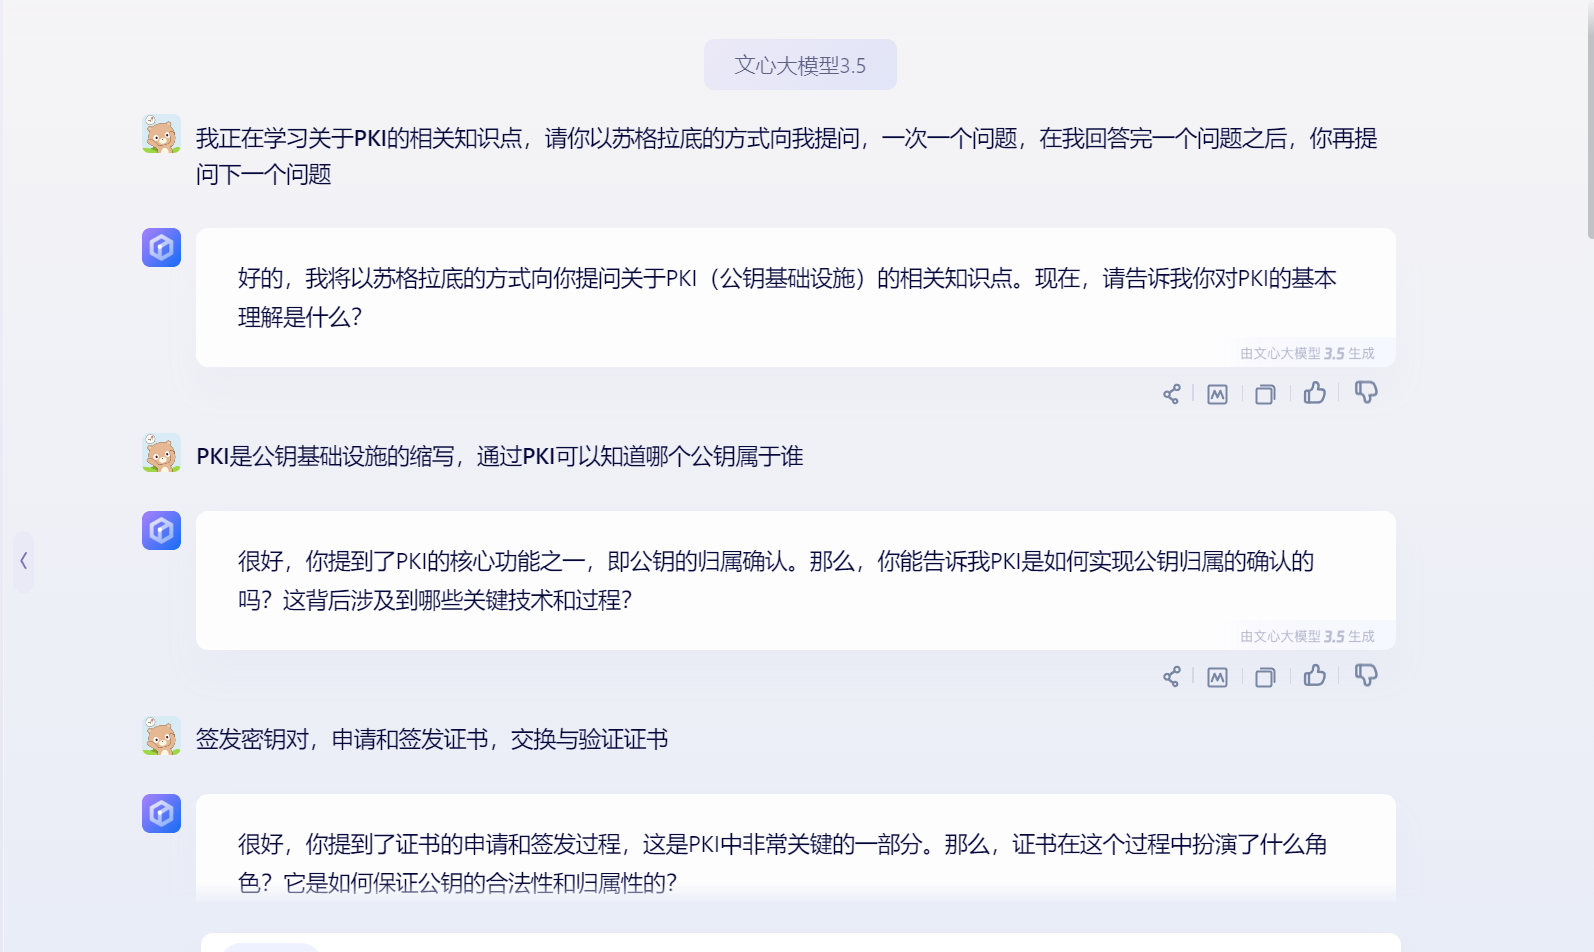 文心大模型3.5
我正在学习关于PKI的相关知识点，请你以苏格拉底的方式向我提问，一次一个问题，在我回答完一个问题之后，你再提
问下一个问题
好的，我将以苏格拉底的方式向你提问关于PKI（公钥基础设施）的相关知识点。现在，请告诉我你对PKI的基本
理解是什么？
由文心大模型 3.5 生成
PKI是公钥基础设施的缩写，通过PKI可以知道哪个公钥属于谁
很好，你提到了PKI的核心功能之一，即公钥的归属确认。那么，你能告诉我PKI是如何实现公钥归属的确认的
吗？这背后涉及到哪些关键技术和过程？
由文心大模型 3.5 生成
签发密钥对，申请和签发证书，交换与验证证书
很好，你提到了证书的申请和签发过程，这是PKI中非常关键的一部分。那么，证书在这个过程中扮演了什么角
色？它是如何保证公钥的合法性和归属性的？